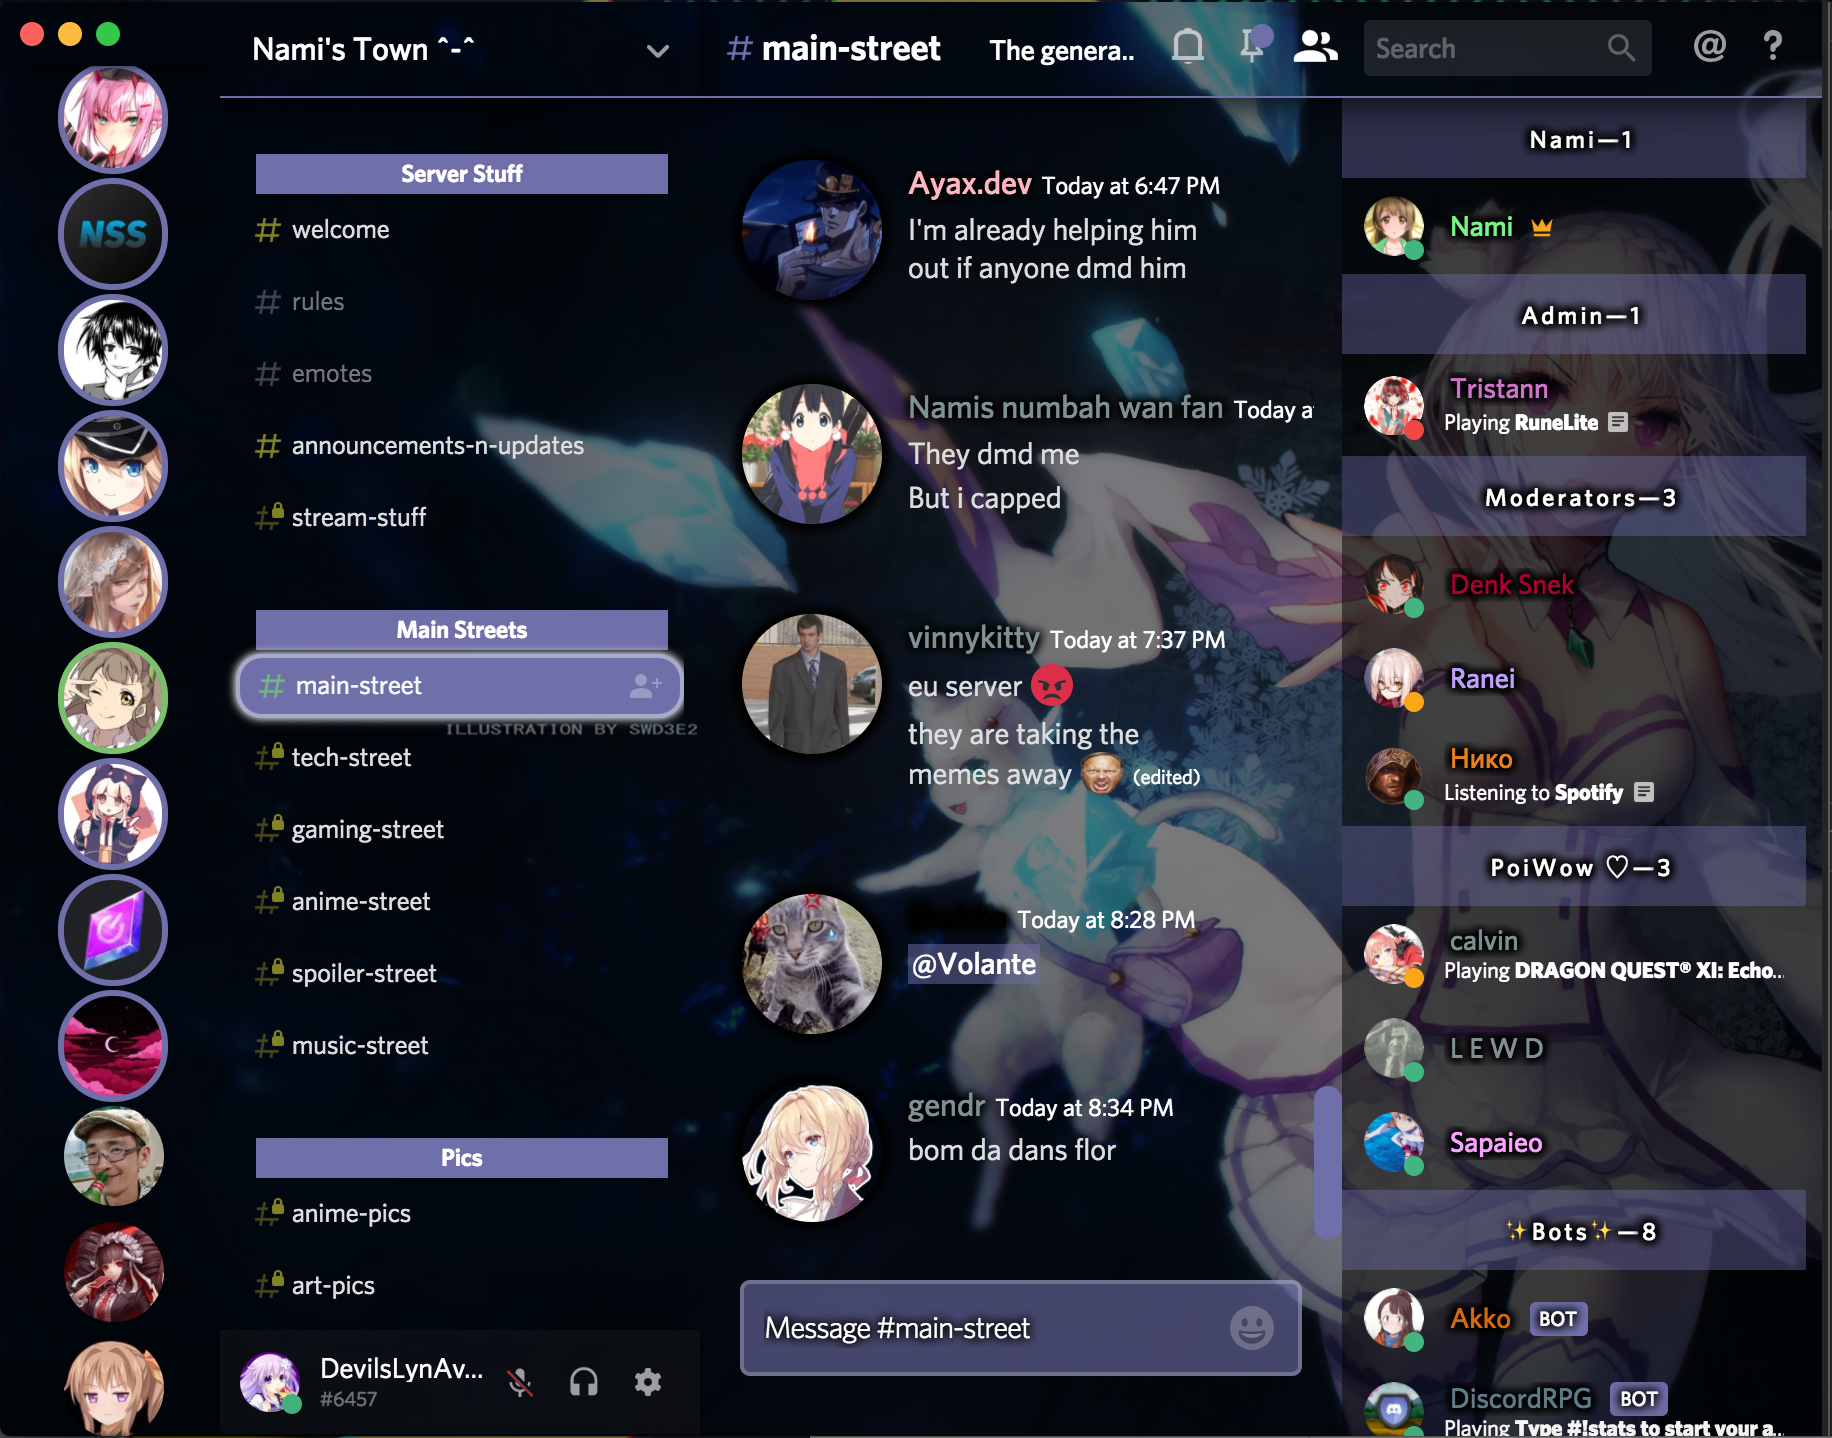 Nami's Town ^-^
# main-street
The genera..
Search
@
?
NSS
Server Stuff
# welcome
# rules
# emotes
# announcements-n-updates
# stream-stuff
Main Streets
# main-street
ILLUSTRATION BY SWD3E2
# tech-street
# gaming-street
# anime-street
# spoiler-street
# music-street
Pics
# anime-pics
# art-pics
DevilsLynAv...
#6457
Ayax.dev Today at 6:47 PM
I'm already helping him
out if anyone dmd him
Namis numbah wan fan Today a
They dmd me
But i capped
vinnykitty Today at 7:37 PM
eu server 😡
they are taking the
memes away (edited)
Today at 8:28 PM
@Volante
gendr Today at 8:34 PM
bom da dans flor
Message #main-street
Nami—1
Nami
Admin—1
Tristann
Playing RuneLite
Moderators—3
Denk Snek
Ranei
Нико
Listening to Spotify
PoiWow ♡—3
calvin
Playing DRAGON QUEST® XI: Echo...
L E W D
Sapaieo
✨Bots✨—8
Akko BOT
DiscordRPG BOT
Playing Type #!stats to start your a...